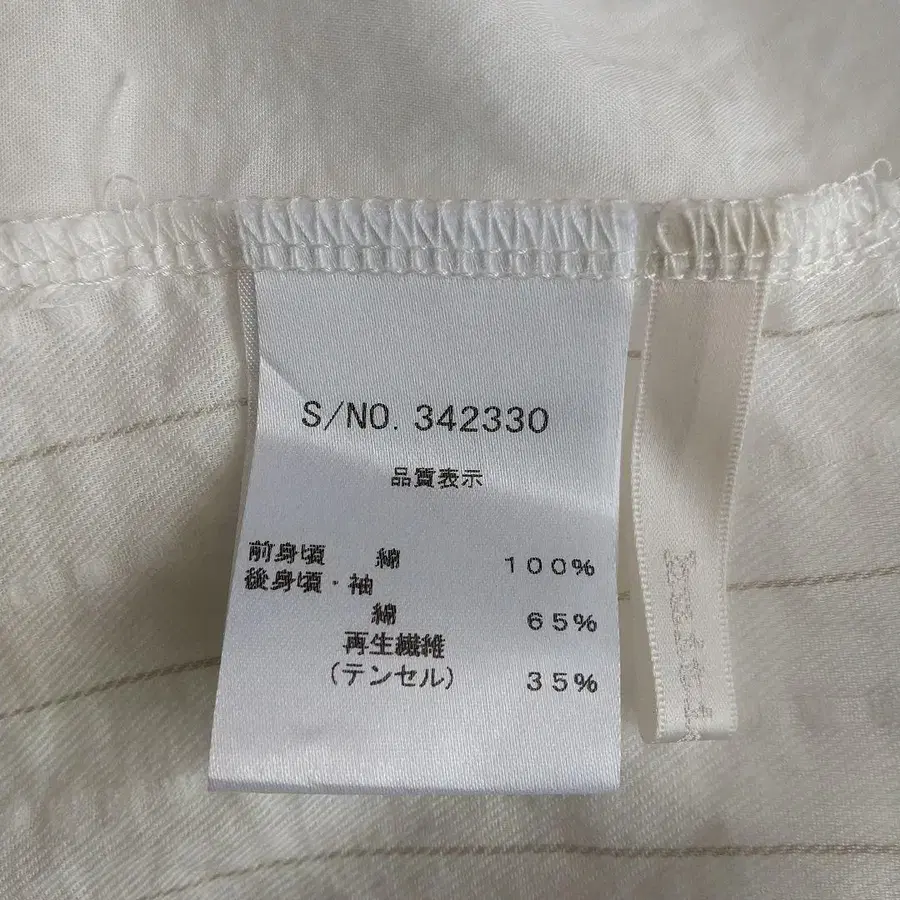 S/NO. 342330
品質表示
前身頃 綿 100%
後身頃・袖
綿 65%
再生繊維
(テンセル) 35%